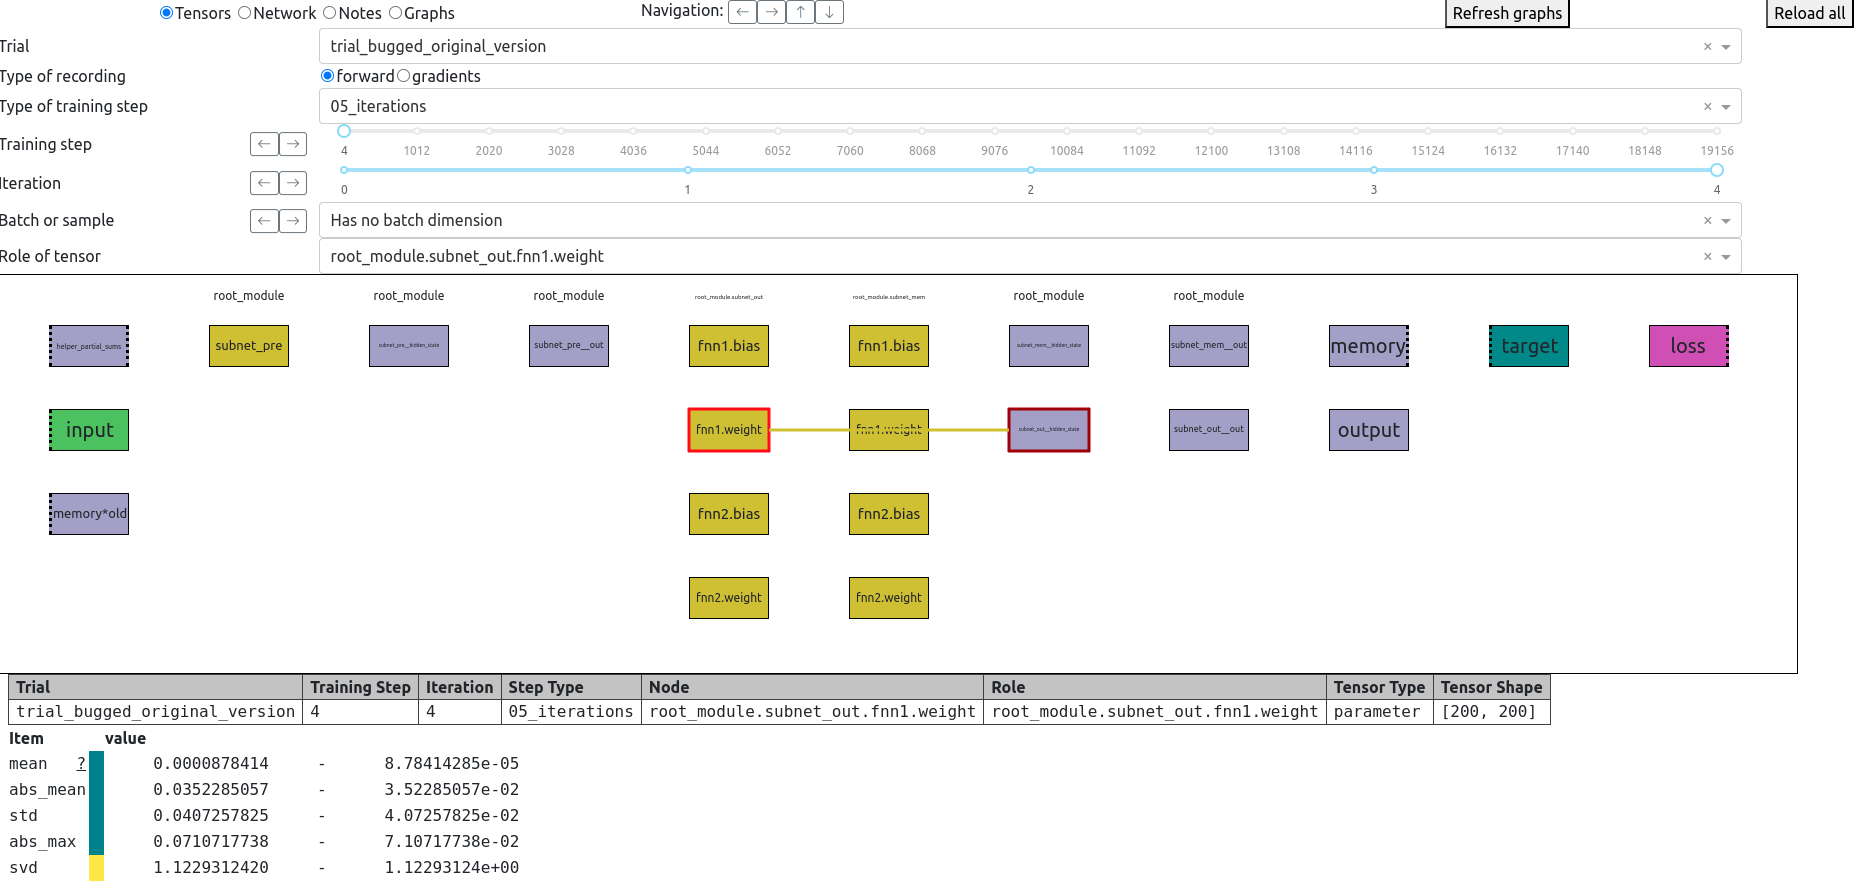 Tensors Network Notes Graphs Navigation: ← → ↑ ↓ Refresh graphs Reload all
Trial trial_bugged_original_version ×
Type of recording forward gradients
Type of training step 05_iterations ×
Training step ← → 4 1012 2020 3028 4036 5044 6052 7060 8068 9076 10084 11092 12100 13108 14116 15124 16132 17140 18148 19156
Iteration ← → 0 1 2 3 4
Batch or sample ← → Has no batch dimension ×
Role of tensor root_module.subnet_out.fnn1.weight ×
root_module root_module root_module root_module.subnet_out root_module.subnet_mem root_module root_module
helper_partial_sums subnet_pre subnet_pre__hidden_state subnet_pre__out fnn1.bias fnn1.bias subnet_mem__hidden_state subnet_mem__out memory target loss
input fnn1.weight fnn1.weight subnet_out__hidden_state subnet_out__out output
memory*old fnn2.bias fnn2.bias
fnn2.weight fnn2.weight
Trial Training Step Iteration Step Type Node Role Tensor Type Tensor Shape
trial_bugged_original_version 4 4 05_iterations root_module.subnet_out.fnn1.weight root_module.subnet_out.fnn1.weight parameter [200, 200]
Item value
mean ? 0.0000878414 - 8.78414285e-05
abs_mean 0.0352285057 - 3.52285057e-02
std 0.0407257825 - 4.07257825e-02
abs_max 0.0710717738 - 7.10717738e-02
svd 1.1229312420 - 1.12293124e+00